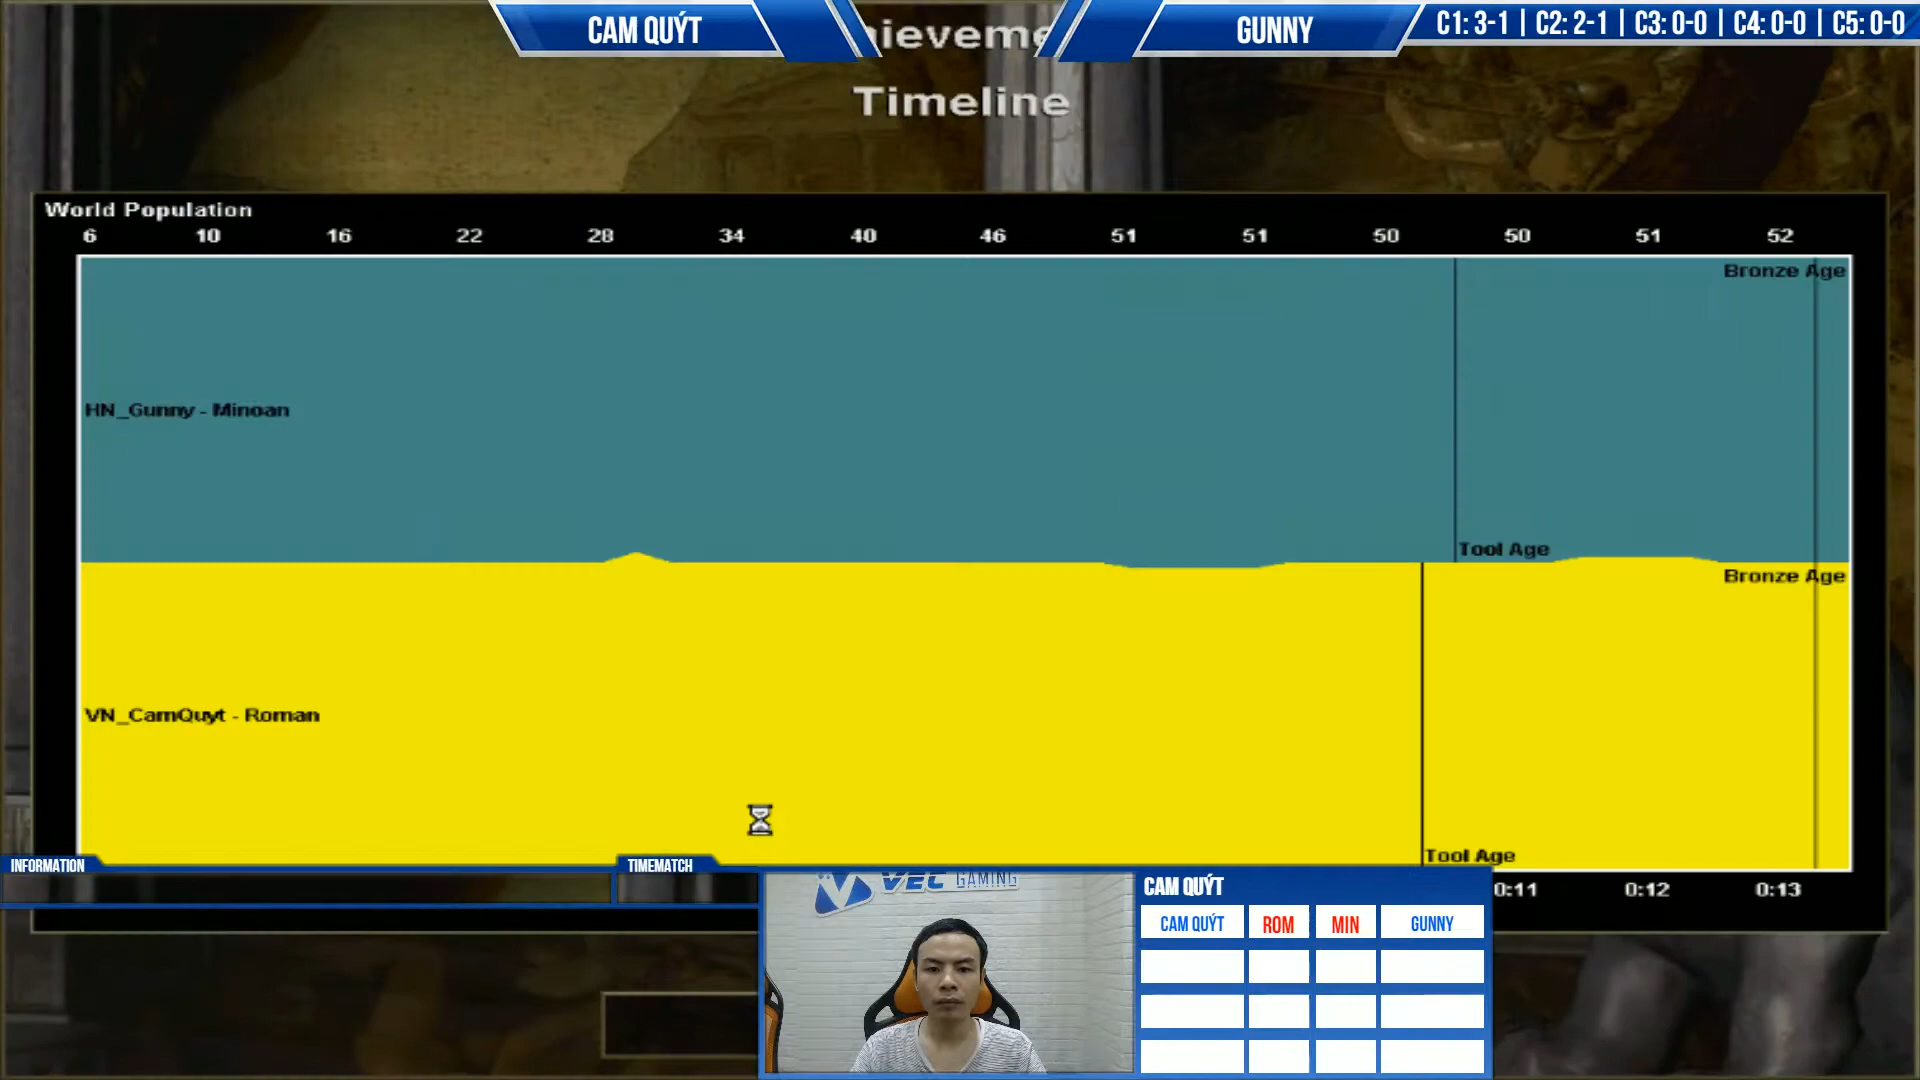 CAM QUÝT
GUNNY
C1: 3-1 | C2: 2-1 | C3: 0-0 | C4: 0-0 | C5: 0-0
Timeline
World Population
6 10 16 22 28 34 40 46 51 51 50 50 51 52
Bronze Age
HN_Gunny - Minoan
Tool Age
Bronze Age
VN_CamQuyt - Roman
Tool Age
INFORMATION
TIMEMATCH
0:11 0:12 0:13
VEC GAMING
CAM QUÝT
CAM QUÝT ROM MIN GUNNY